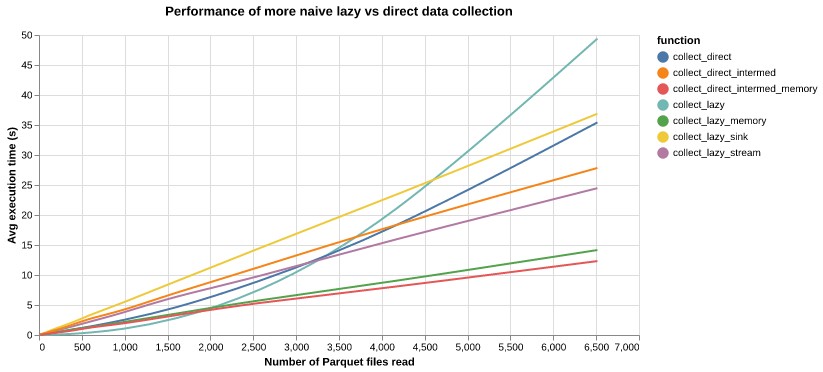 Performance of more naive lazy vs direct data collection
function
collect_direct
collect_direct_intermed
collect_direct_intermed_memory
collect_lazy
collect_lazy_memory
collect_lazy_sink
collect_lazy_stream
Avg execution time (s)
50
45
40
35
30
25
20
15
10
5
0
0 500 1,000 1,500 2,000 2,500 3,000 3,500 4,000 4,500 5,000 5,500 6,000 6,500 7,000
Number of Parquet files read